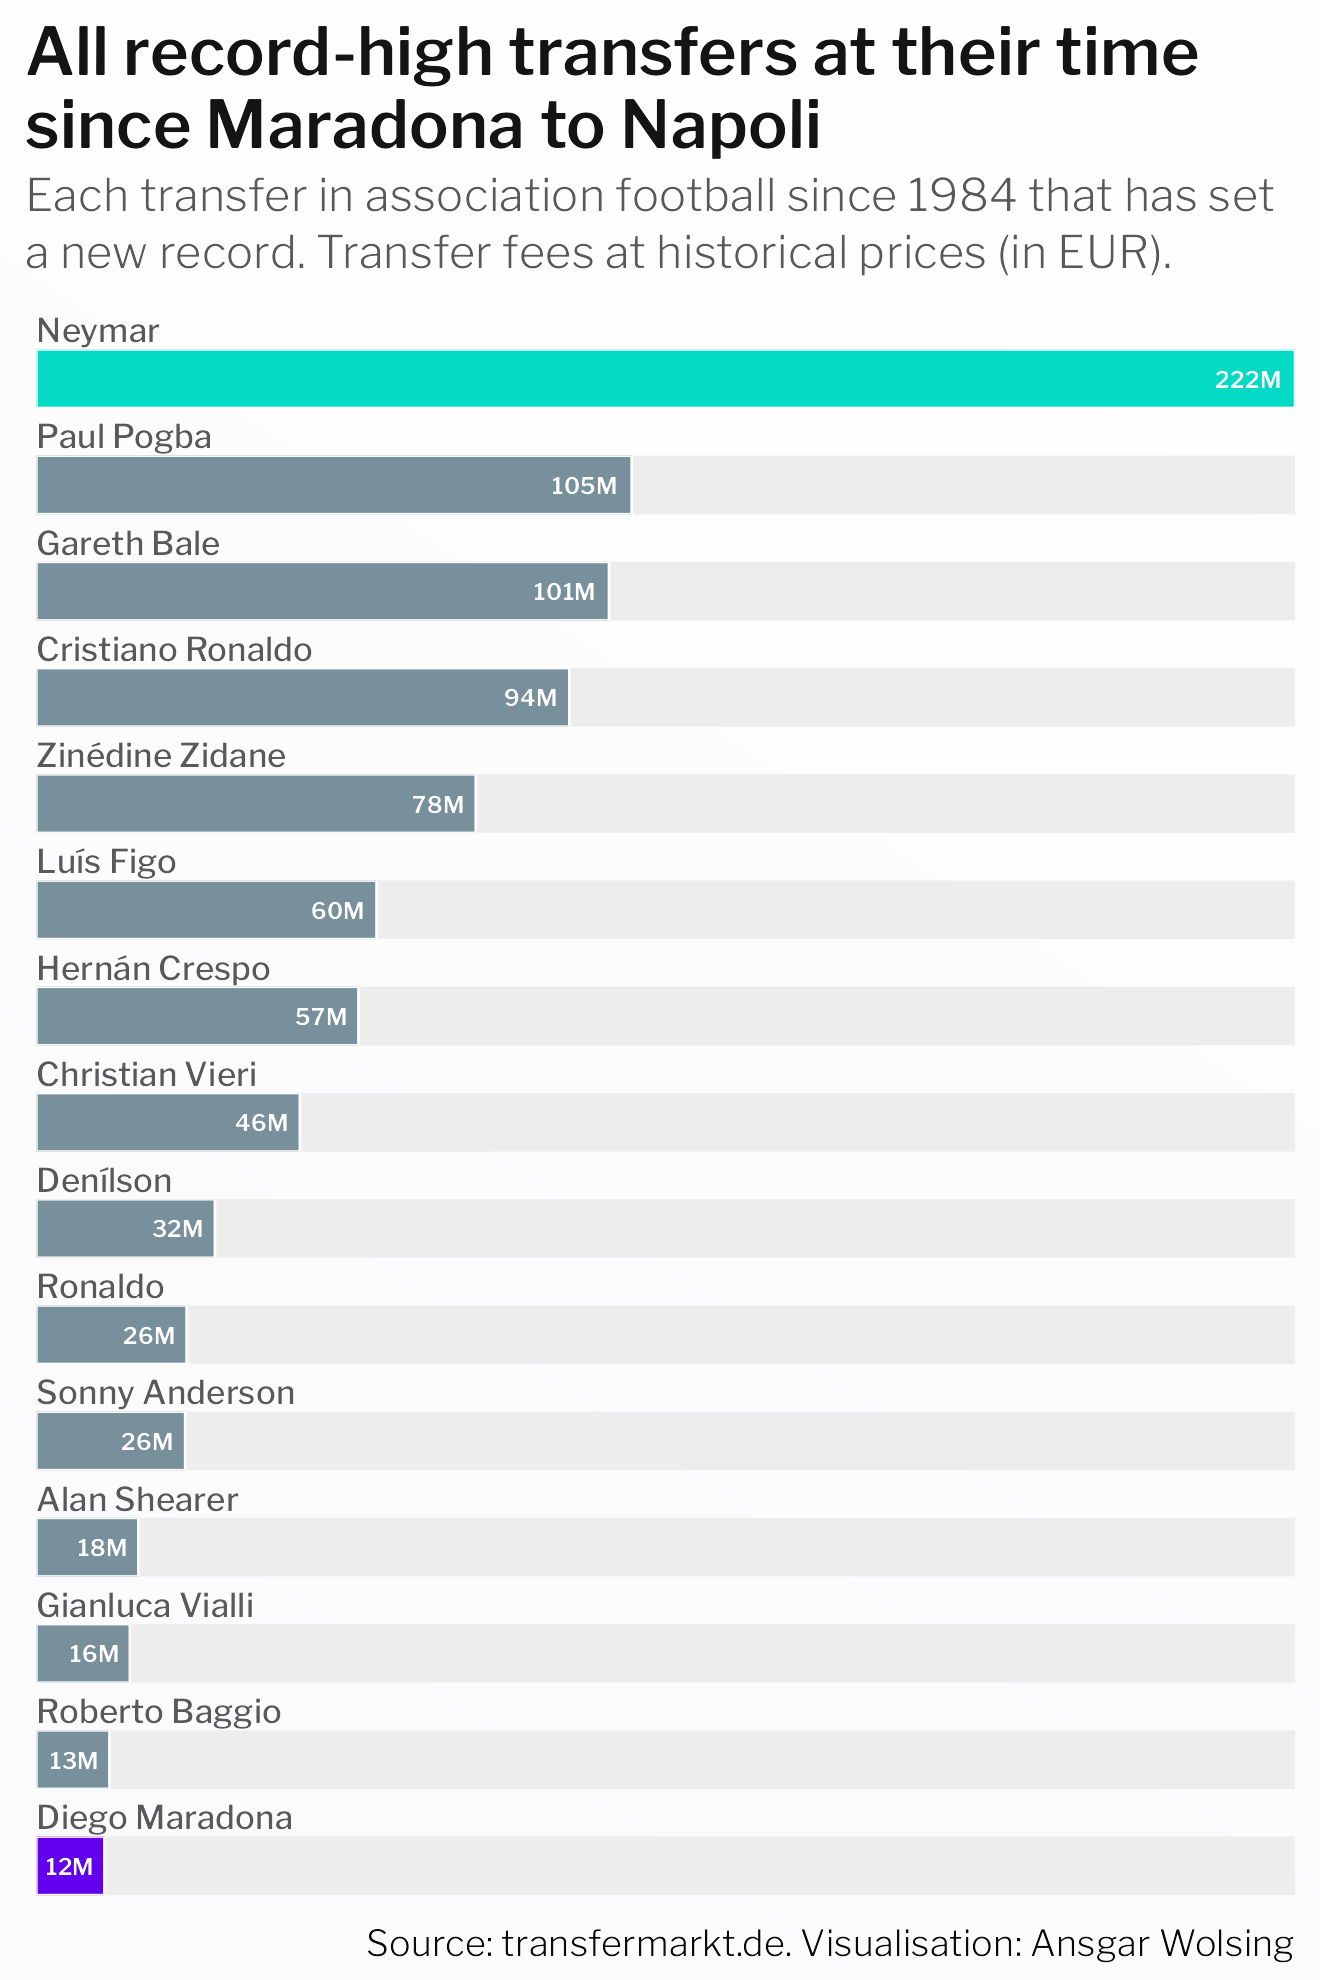 All record-high transfers at their time
since Maradona to Napoli
Each transfer in association football since 1984 that has set
a new record. Transfer fees at historical prices (in EUR).
Neymar
222M
Paul Pogba
105M
Gareth Bale
101M
Cristiano Ronaldo
94M
Zinédine Zidane
78M
Luís Figo
60M
Hernán Crespo
57M
Christian Vieri
46M
Denílson
32M
Ronaldo
26M
Sonny Anderson
26M
Alan Shearer
18M
Gianluca Vialli
16M
Roberto Baggio
13M
Diego Maradona
12M
Source: transfermarkt.de. Visualisation: Ansgar Wolsing